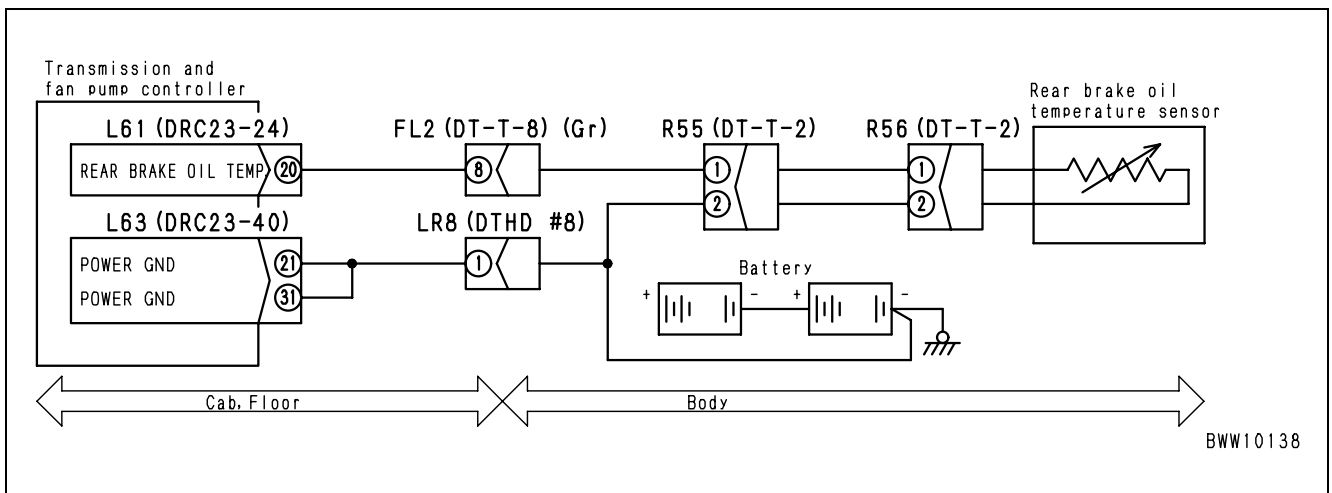 Transmission and
fan pump controller
L61 (DRC23-24)
REAR BRAKE OIL TEMP
20
L63 (DRC23-40)
POWER GND
21
POWER GND
31
FL2 (DT-T-8) (Gr)
8
LR8 (DTHD #8)
1
R55 (DT-T-2)
1
2
R56 (DT-T-2)
1
2
Rear brake oil
temperature sensor
Battery
+ - + -
Cab, Floor
Body
BWW10138